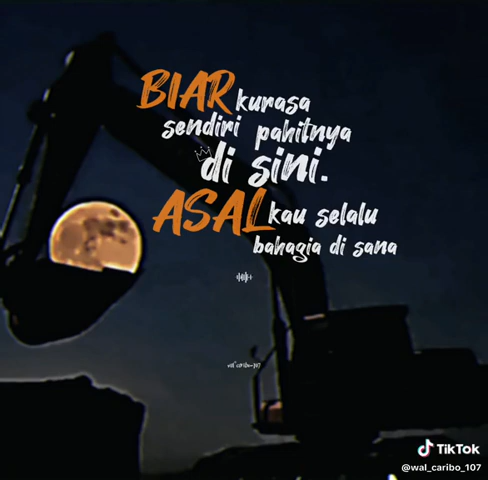 BIAR kurasa
sendiri pahitnya
di sini.
ASAL kau selalu
bahagia di sana
TikTok
@wal_caribo_107